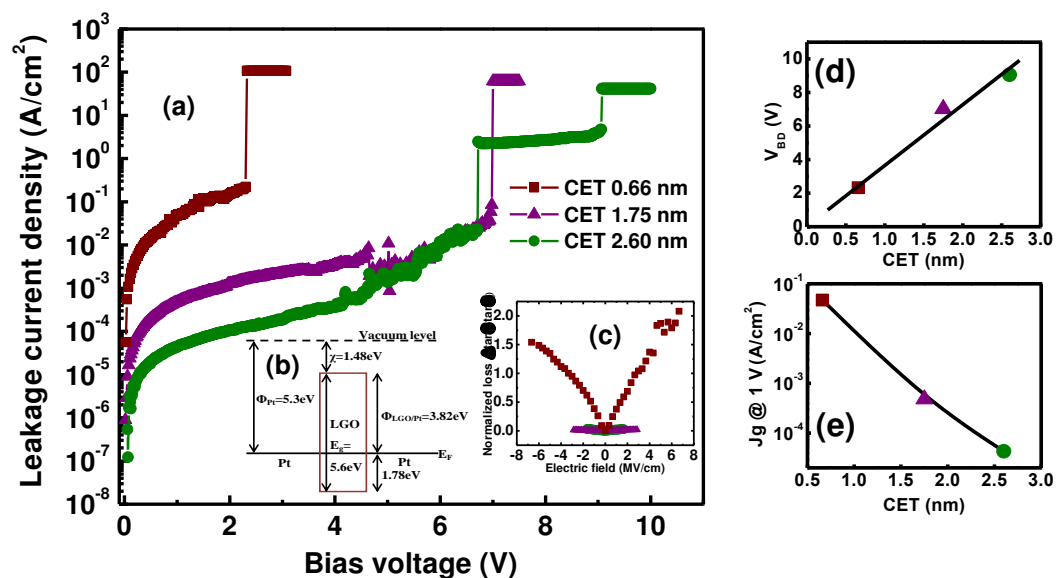 Leakage current density (A/cm²)
10³
10²
10¹
10⁰
10⁻¹
10⁻²
10⁻³
10⁻⁴
10⁻⁵
10⁻⁶
10⁻⁷
10⁻⁸
0 2 4 6 8 10
Bias voltage (V)
(a)
CET 0.66 nm
CET 1.75 nm
CET 2.60 nm
Vacuum level
(b)
χ=1.48eV
Φ_Pt=5.3eV
Φ_LGO/Pt=3.82eV
LGO
E_g=
5.6eV
Pt
Pt
E_F
1.78eV
(c)
Normalized loss
2.0
1.5
1.0
0.5
0.0
-8 -6 -4 -2 0 2 4 6 8
Electric field (MV/cm)
(d)
V_BD (V)
10
8
6
4
2
0
0.0 0.5 1.0 1.5 2.0 2.5 3.0
CET (nm)
(e)
Jg@ 1 V(A/cm²)
10⁻¹
10⁻²
10⁻³
10⁻⁴
0.5 1.0 1.5 2.0 2.5 3.0
CET (nm)